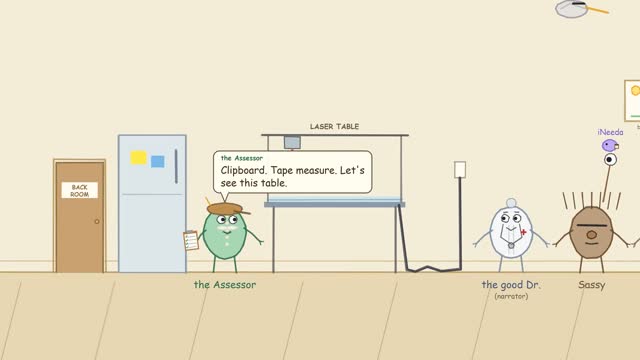 LASER TABLE
iNeeda
the Assessor
Clipboard. Tape measure. Let's
see this table.
BACK
ROOM
the Assessor
the good Dr.
(narrator)
Sassy